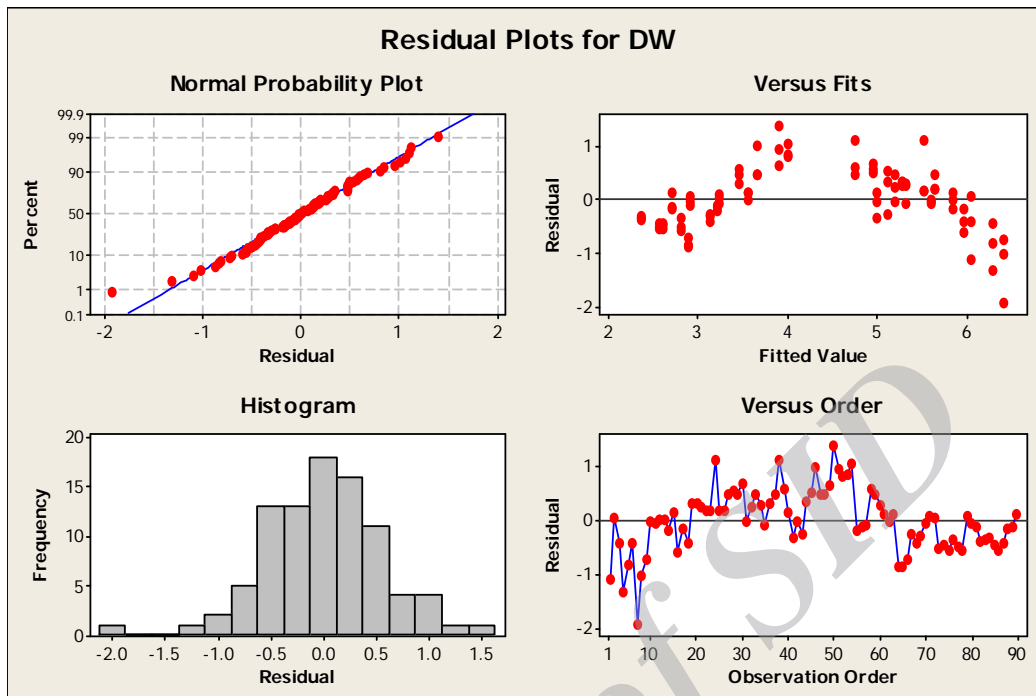 Residual Plots for DW
Normal Probability Plot
Percent
99.9
99
90
50
10
1
0.1
-2 -1 0 1 2
Residual
Versus Fits
Residual
1
0
-1
-2
2 3 4 5 6
Fitted Value
Histogram
Frequency
20
15
10
5
0
-2.0 -1.5 -1.0 -0.5 0.0 0.5 1.0 1.5
Residual
Versus Order
Residual
1
0
-1
-2
1 10 20 30 40 50 60 70 80 90
Observation Order
of SID